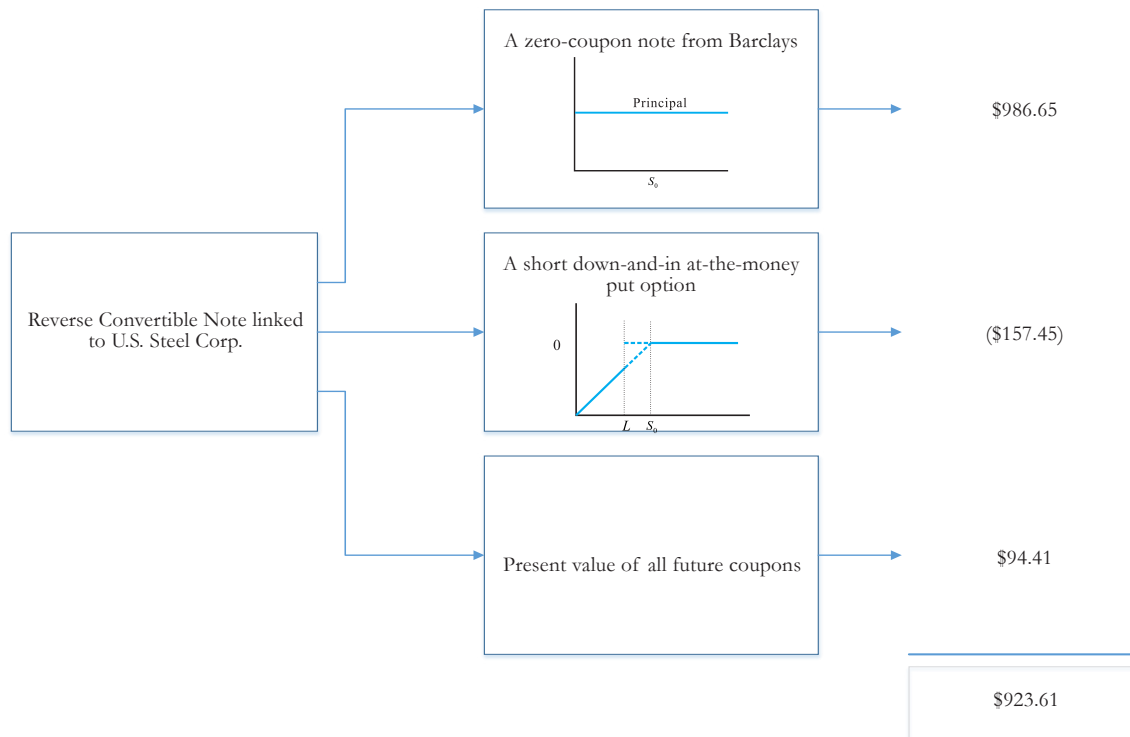 A zero-coupon note from Barclays
Principal
S₀
$986.65
Reverse Convertible Note linked
to U.S. Steel Corp.
A short down-and-in at-the-money
put option
0
L S₀
($157.45)
Present value of all future coupons
$94.41
$923.61